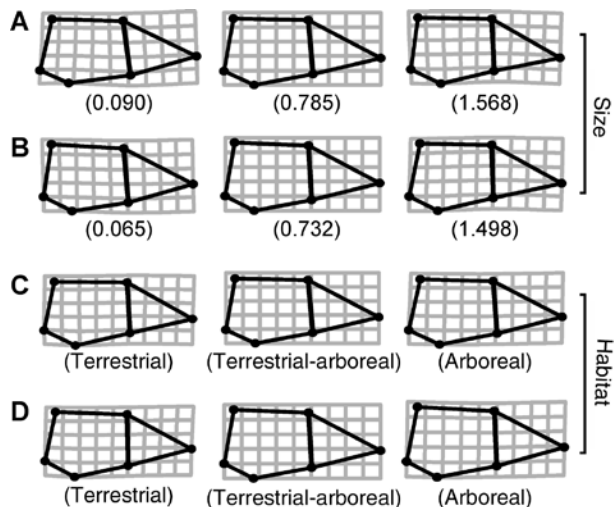 A
(0.090) (0.785) (1.568)
Size
B
(0.065) (0.732) (1.498)
C
(Terrestrial) (Terrestrial-arboreal) (Arboreal)
Habitat
D
(Terrestrial) (Terrestrial-arboreal) (Arboreal)